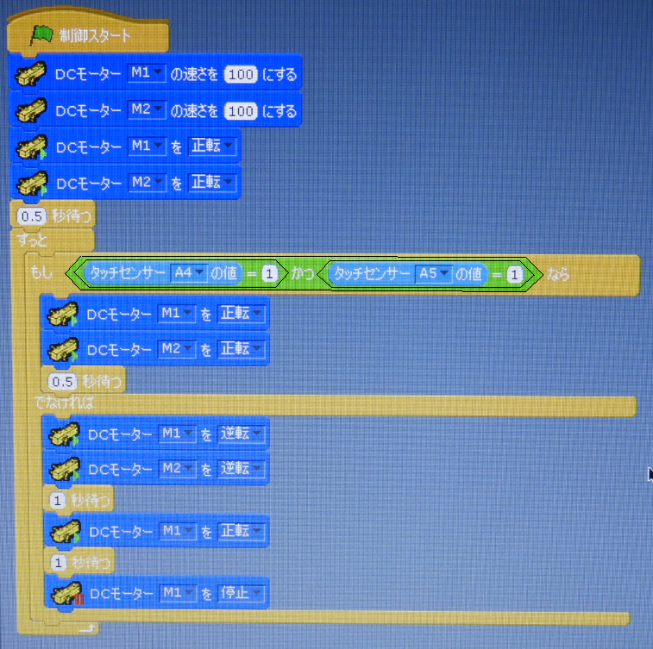 制御スタート
DCモーター M1 の速さを 100 にする
DCモーター M2 の速さを 100 にする
DCモーター M1 を 正転
DCモーター M2 を 正転
0.5 秒待つ
ずっと
もし タッチセンサー A4 の値 = 1 かつ タッチセンサー A5 の値 = 1 なら
DCモーター M1 を 正転
DCモーター M2 を 正転
0.5 秒待つ
でなければ
DCモーター M1 を 逆転
DCモーター M2 を 逆転
1 秒待つ
DCモーター M1 を 正転
1 秒待つ
DCモーター M1 を 停止